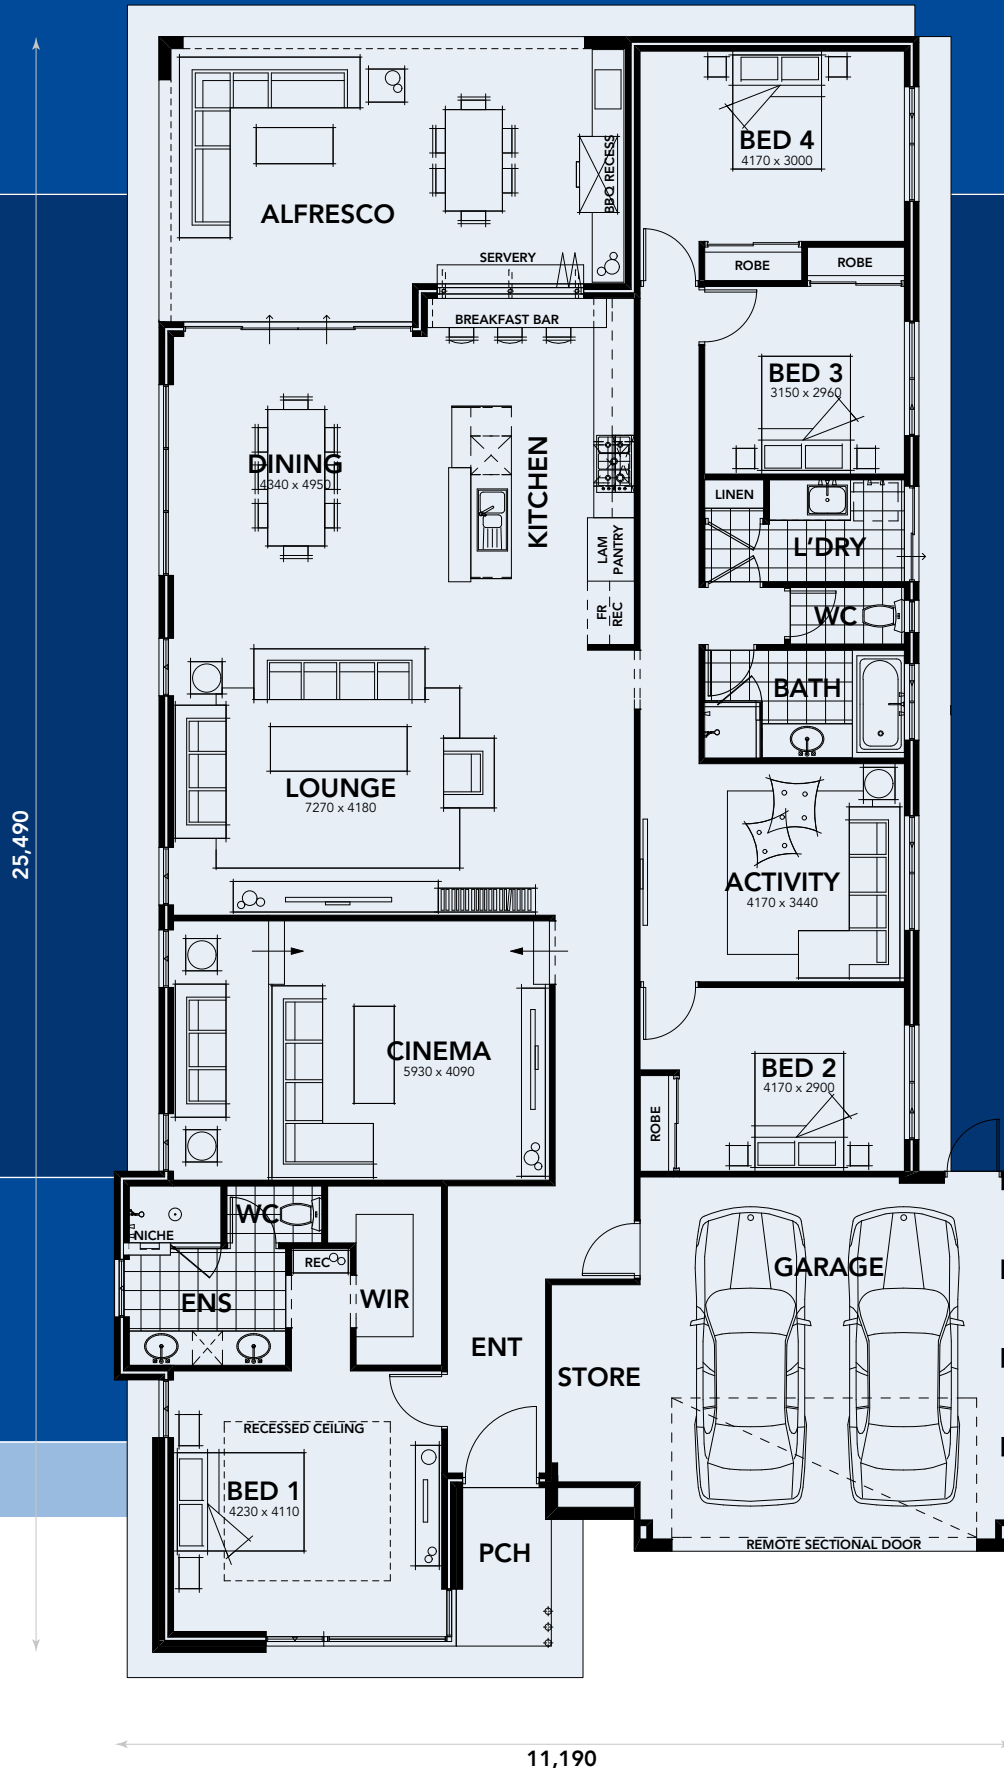 BED 4
4170 x 3000
BBQ RECESS
ALFRESCO
SERVERY
ROBE
ROBE
BREAKFAST BAR
BED 3
3150 x 2960
DINING
4340 x 4950
KITCHEN
LINEN
LAM
PANTRY
L'DRY
FR
REC
WC
BATH
LOUNGE
7270 x 4180
25,490
ACTIVITY
4170 x 3440
CINEMA
5930 x 4090
BED 2
4170 x 2900
ROBE
WC
NICHE
REC
GARAGE
ENS
WIR
ENT
STORE
RECESSED CEILING
BED 1
4230 x 4110
PCH
REMOTE SECTIONAL DOOR
11,190